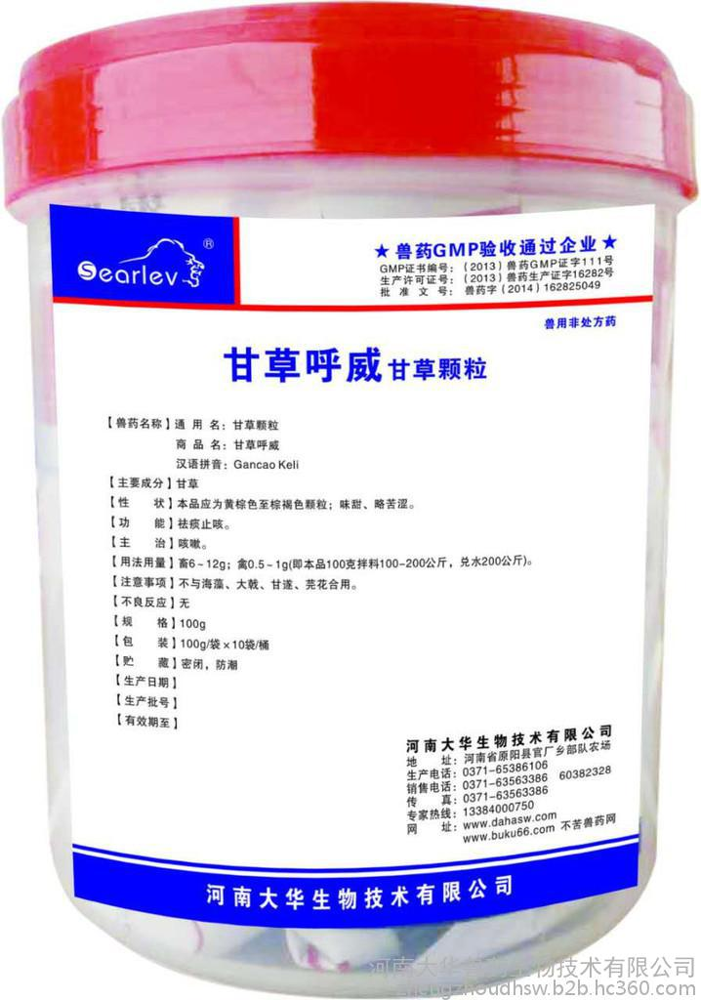 Searlev®
★兽药GMP验收通过企业★
GMP证书编号：（2013）兽药GMP证字111号
生产许可证号：（2013）兽药生产证字16282号
批 准 文 号：兽药字（2014）162825049
兽用非处方药
甘草呼威 甘草颗粒
【兽药名称】通 用 名：甘草颗粒
商 品 名：甘草呼威
汉语拼音：Gancao Keli
【主要成分】甘草
【性 状】本品应为黄棕色至棕褐色颗粒；味甜、略苦涩。
【功 能】祛痰止咳。
【主 治】咳嗽。
【用法用量】畜6~12g；禽0.5~1g(即本品100克拌料100-200公斤，兑水200公斤)。
【注意事项】不与海藻、大戟、甘遂、芫花合用。
【不良反应】无
【规 格】100g
【包 装】100g/袋×10袋/桶
【贮 藏】密闭，防潮
【生产日期】
【生产批号】
【有效期至】
河南大华生物技术有限公司
地 址：河南省原阳县官厂乡部队农场
生产电话：0371-65386106
销售电话：0371-63563386 60382328
传 真：0371-63563386
专家热线：13384000750
网 址：www.dahasw.com
www.buku66.com 不苦兽药网
河南大华生物技术有限公司
河南大华生物技术有限公司
zhengzhoudhsw.b2b.hc360.com